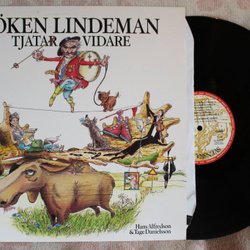 ÖKEN LINDEMAN
TJATAR VIDARE
Hans Alfredson
& Tage Danielsson